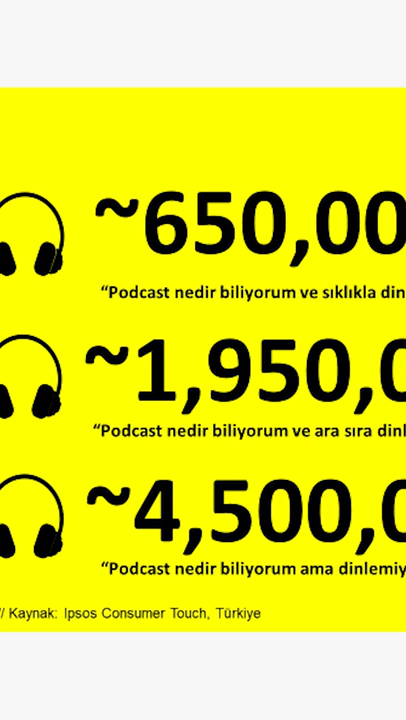 ~650,00
“Podcast nedir biliyorum ve sıklıkla din
~1,950,0
“Podcast nedir biliyorum ve ara sıra dinl
~4,500,0
“Podcast nedir biliyorum ama dinlemiy
// Kaynak: Ipsos Consumer Touch, Türkiye